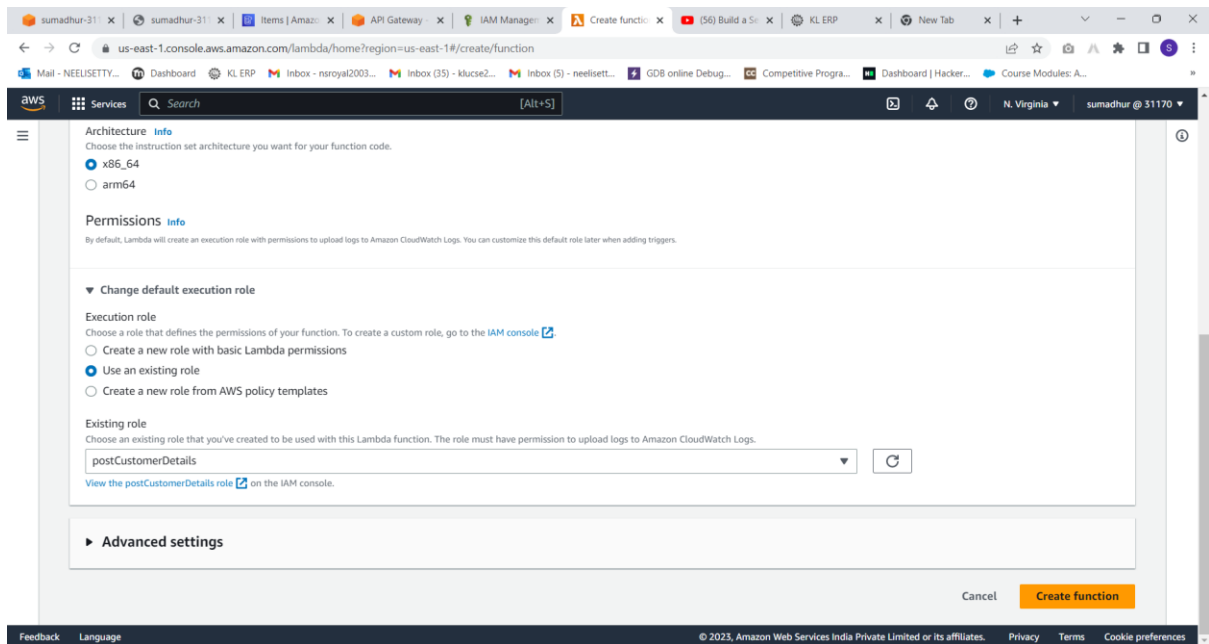 sumadhur-311
sumadhur-311
Items | Amazo
API Gateway -
IAM Managem
Create functio
(56) Build a Se
KL ERP
New Tab
us-east-1.console.aws.amazon.com/lambda/home?region=us-east-1#/create/function
S
Mail - NEELISETTY...
Dashboard
KL ERP
Inbox - nsroyal2003...
Inbox (35) - klucse2...
Inbox (5) - neelisett...
GDB online Debug...
CC
Competitive Progra...
Dashboard | Hacker...
Course Modules: A...
»
aws
Services
Search
[Alt+S]
N. Virginia ▼
sumadhur @ 31170 ▼
Architecture Info
Choose the instruction set architecture you want for your function code.
x86_64
arm64
Permissions Info
By default, Lambda will create an execution role with permissions to upload logs to Amazon CloudWatch Logs. You can customize this default role later when adding triggers.
▼ Change default execution role
Execution role
Choose a role that defines the permissions of your function. To create a custom role, go to the IAM console.
Create a new role with basic Lambda permissions
Use an existing role
Create a new role from AWS policy templates
Existing role
Choose an existing role that you've created to be used with this Lambda function. The role must have permission to upload logs to Amazon CloudWatch Logs.
postCustomerDetails
View the postCustomerDetails role on the IAM console.
▶ Advanced settings
Cancel
Create function
Feedback
Language
© 2023, Amazon Web Services India Private Limited or its affiliates.
Privacy
Terms
Cookie preferences